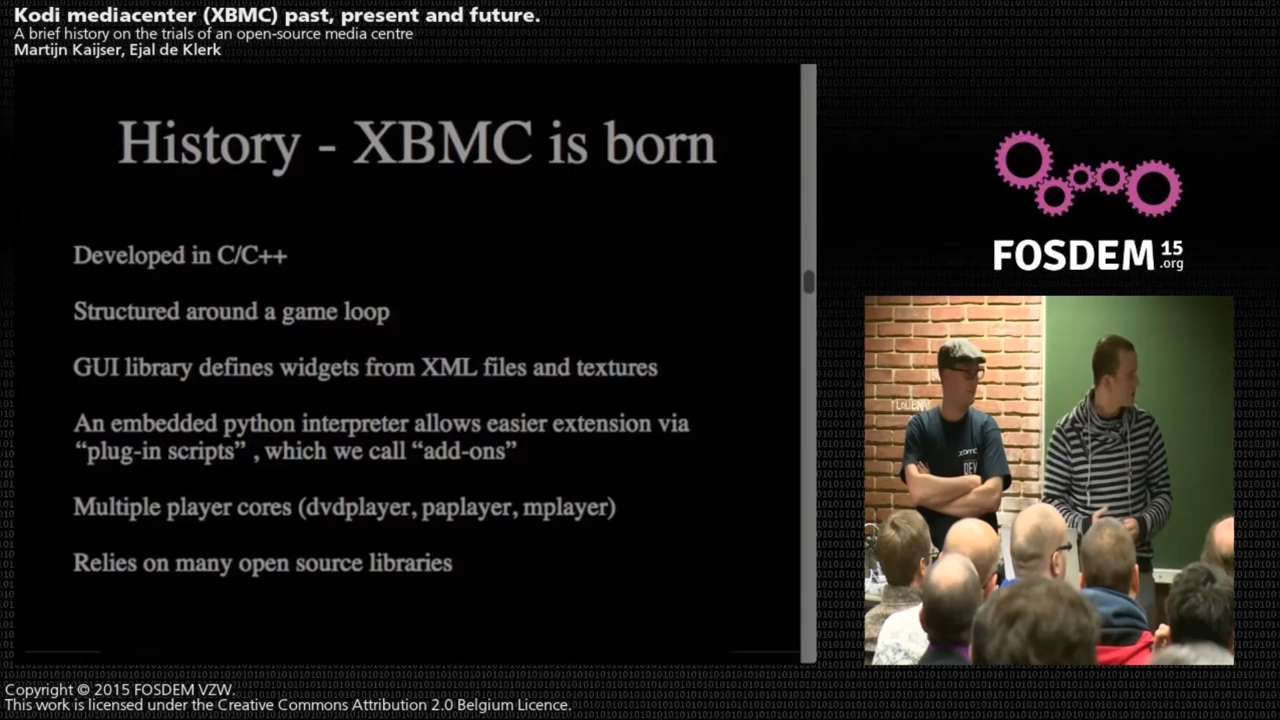 Kodi mediacenter (XBMC) past, present and future.
A brief history on the trials of an open-source media centre
Martijn Kaijser, Ejal de Klerk
History - XBMC is born
Developed in C/C++
Structured around a game loop
GUI library defines widgets from XML files and textures
An embedded python interpreter allows easier extension via
“plug-in scripts” , which we call “add-ons”
Multiple player cores (dvdplayer, paplayer, mplayer)
Relies on many open source libraries
FOSDEM 15
.org
xbmc
DEV
Copyright © 2015 FOSDEM VZW.
This work is licensed under the Creative Commons Attribution 2.0 Belgium Licence.